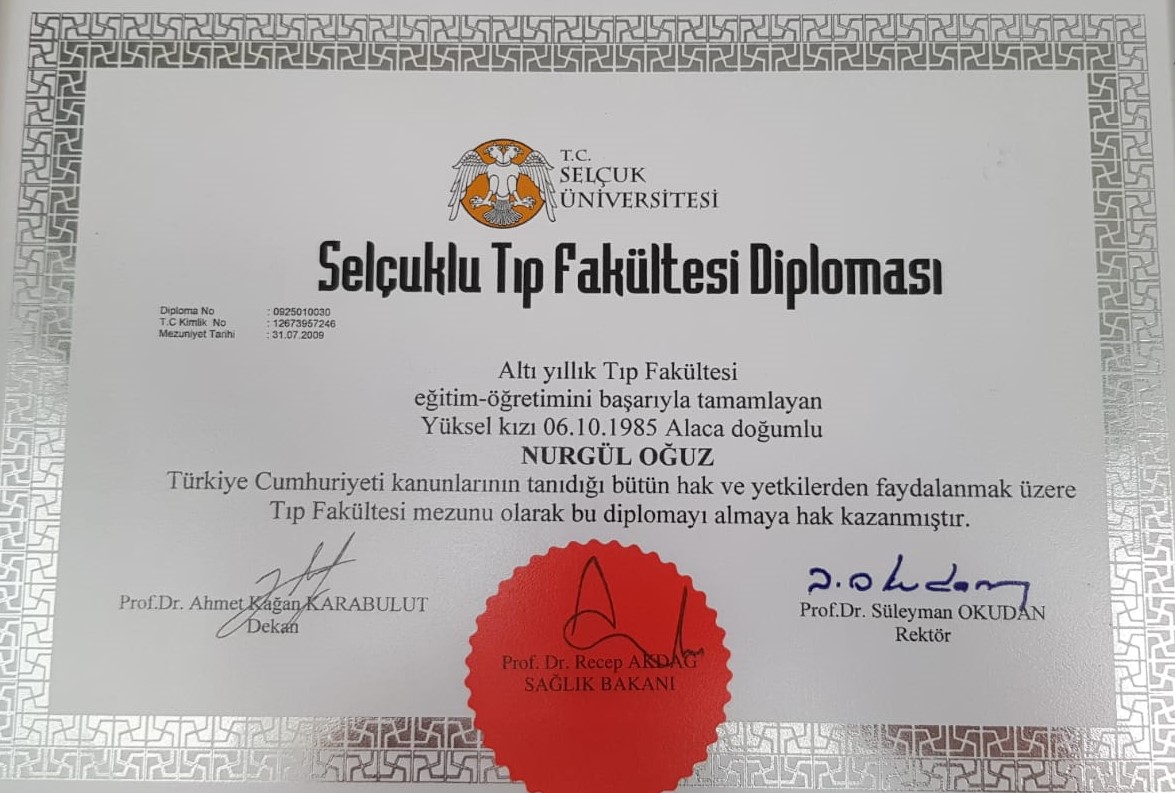 T.C.
SELÇUK
ÜNİVERSİTESİ
Selçuklu Tıp Fakültesi Diploması
Diploma No : 0925010030
T.C Kimlik No : 12673957246
Mezuniyet Tarihi : 31.07.2009
Altı yıllık Tıp Fakültesi
eğitim-öğretimini başarıyla tamamlayan
Yüksel kızı 06.10.1985 Alaca doğumlu
NURGÜL OĞUZ
Türkiye Cumhuriyeti kanunlarının tanıdığı bütün hak ve yetkilerden faydalanmak üzere
Tıp Fakültesi mezunu olarak bu diplomayı almaya hak kazanmıştır.
Prof.Dr. Ahmet Kağan KARABULUT
Dekan
Prof. Dr. Recep AKDAĞ
SAĞLIK BAKANI
Prof.Dr. Süleyman OKUDAN
Rektör